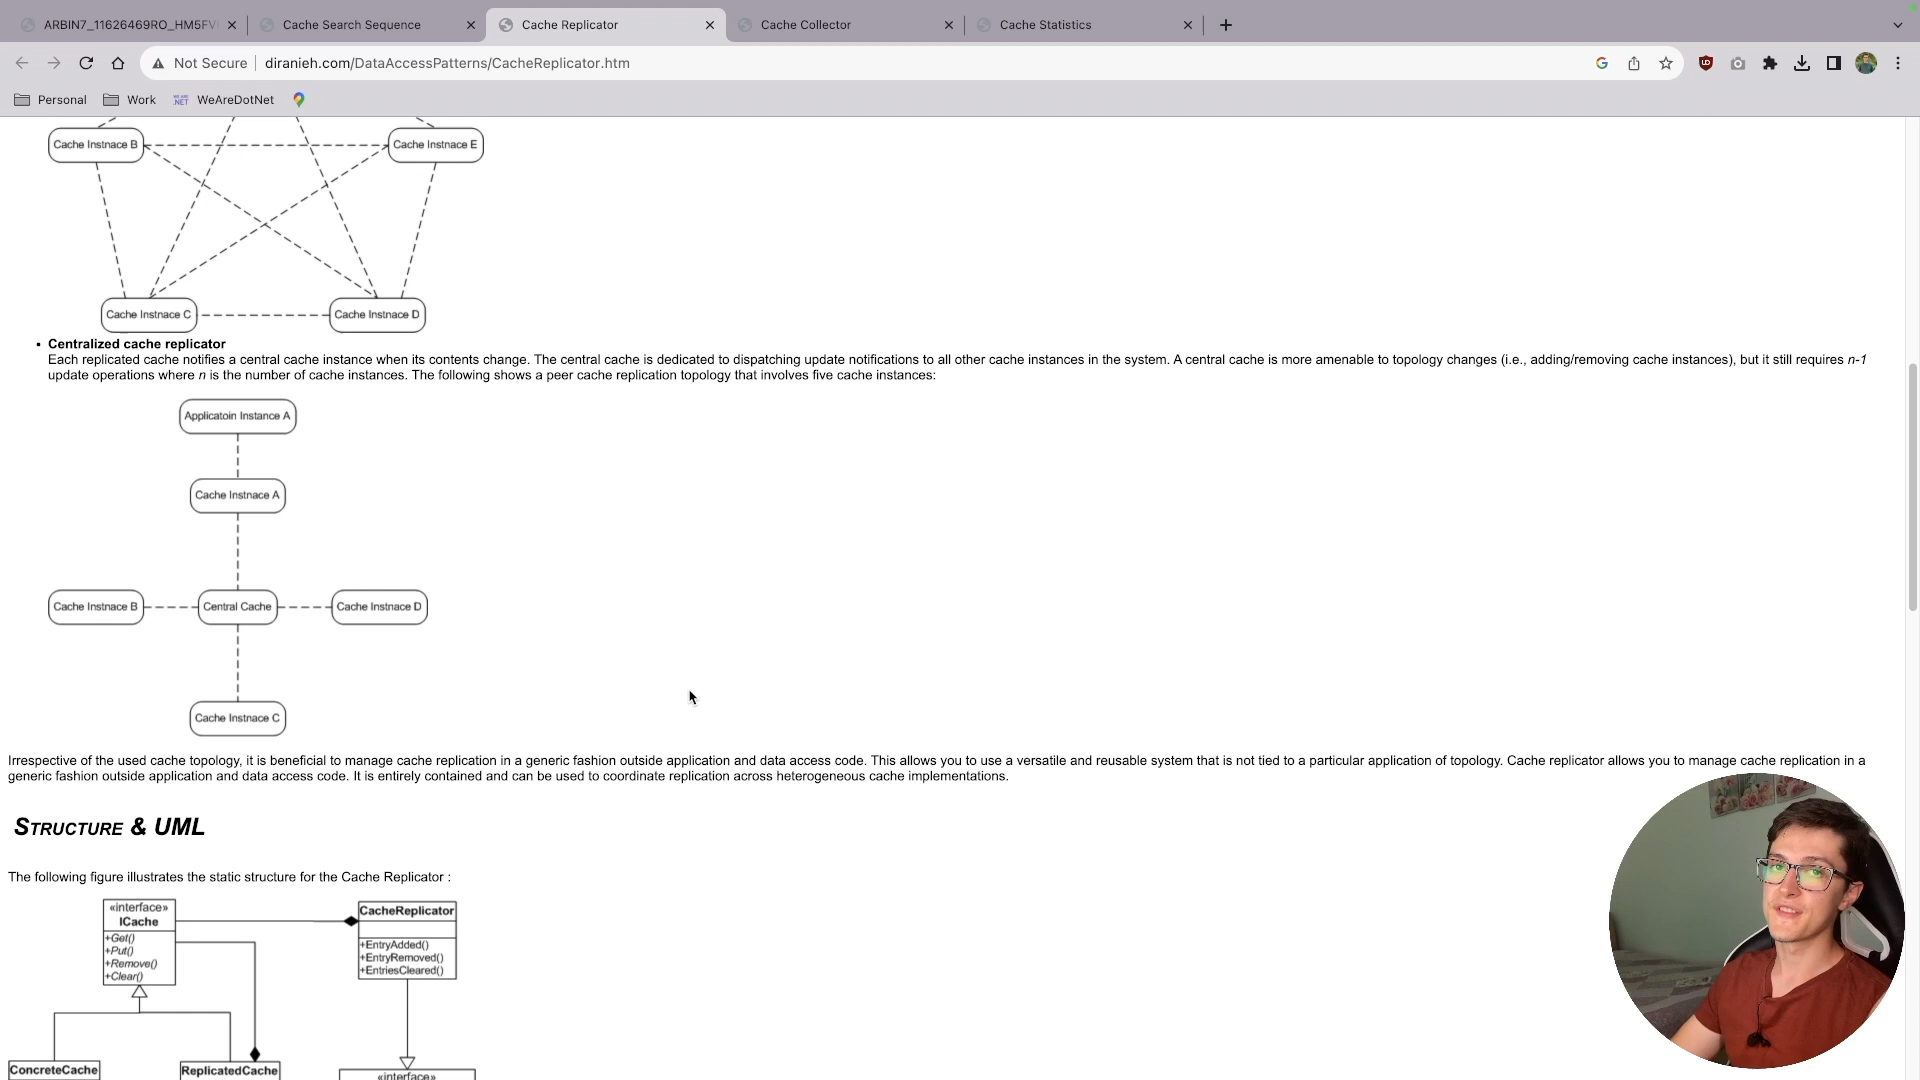 ARBIN7_11626469RO_HM5FV
Cache Search Sequence
Cache Replicator
Cache Collector
Cache Statistics
Not Secure
diranieh.com/DataAccessPatterns/CacheReplicator.htm
Personal
Work
.NET WeAreDotNet
Cache Instnace B
Cache Instnace E
Cache Instnace C
Cache Instnace D
Centralized cache replicator
Each replicated cache notifies a central cache instance when its contents change. The central cache is dedicated to dispatching update notifications to all other cache instances in the system. A central cache is more amenable to topology changes (i.e., adding/removing cache instances), but it still requires n-1
update operations where n is the number of cache instances. The following shows a peer cache replication topology that involves five cache instances:
Applicatoin Instance A
Cache Instnace A
Cache Instnace B
Central Cache
Cache Instnace D
Cache Instnace C
Irrespective of the used cache topology, it is beneficial to manage cache replication in a generic fashion outside application and data access code. This allows you to use a versatile and reusable system that is not tied to a particular application of topology. Cache replicator allows you to manage cache replication in a
generic fashion outside application and data access code. It is entirely contained and can be used to coordinate replication across heterogeneous cache implementations.
STRUCTURE & UML
The following figure illustrates the static structure for the Cache Replicator :
«interface»
ICache
+Get()
+Put()
+Remove()
+Clear()
CacheReplicator
+EntryAdded()
+EntryRemoved()
+EntriesCleared()
ConcreteCache
ReplicatedCache
«interface»